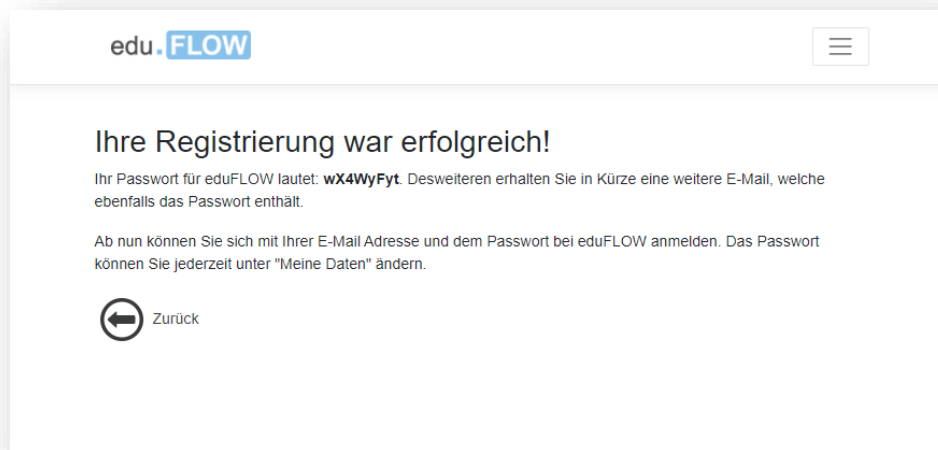 edu.FLOW
Ihre Registrierung war erfolgreich!
Ihr Passwort für eduFLOW lautet: wX4WyFyt. Desweiteren erhalten Sie in Kürze eine weitere E-Mail, welche
ebenfalls das Passwort enthält.
Ab nun können Sie sich mit Ihrer E-Mail Adresse und dem Passwort bei eduFLOW anmelden. Das Passwort
können Sie jederzeit unter "Meine Daten" ändern.
Zurück